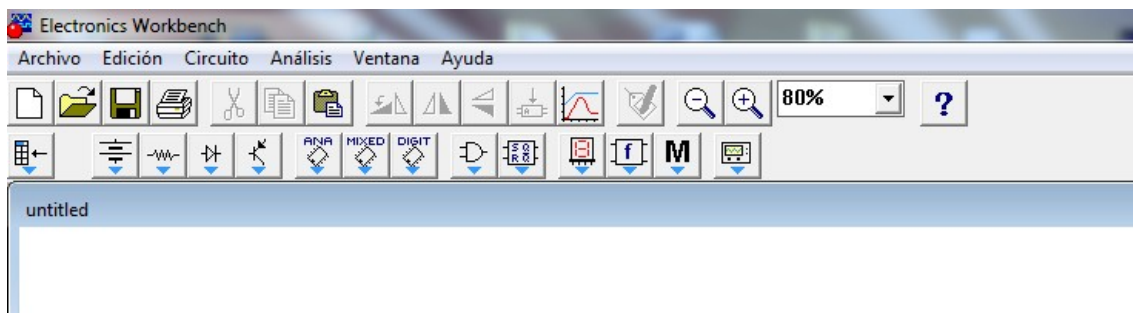 Electronics Workbench
Archivo Edición Circuito Análisis Ventana Ayuda
80% ?
ANA MIXED DIGIT S Q R Q f M
untitled